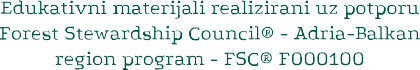 Edukativni materijali realizirani uz potporu
Forest Stewardship Council® - Adria-Balkan
region program - FSC® F000100